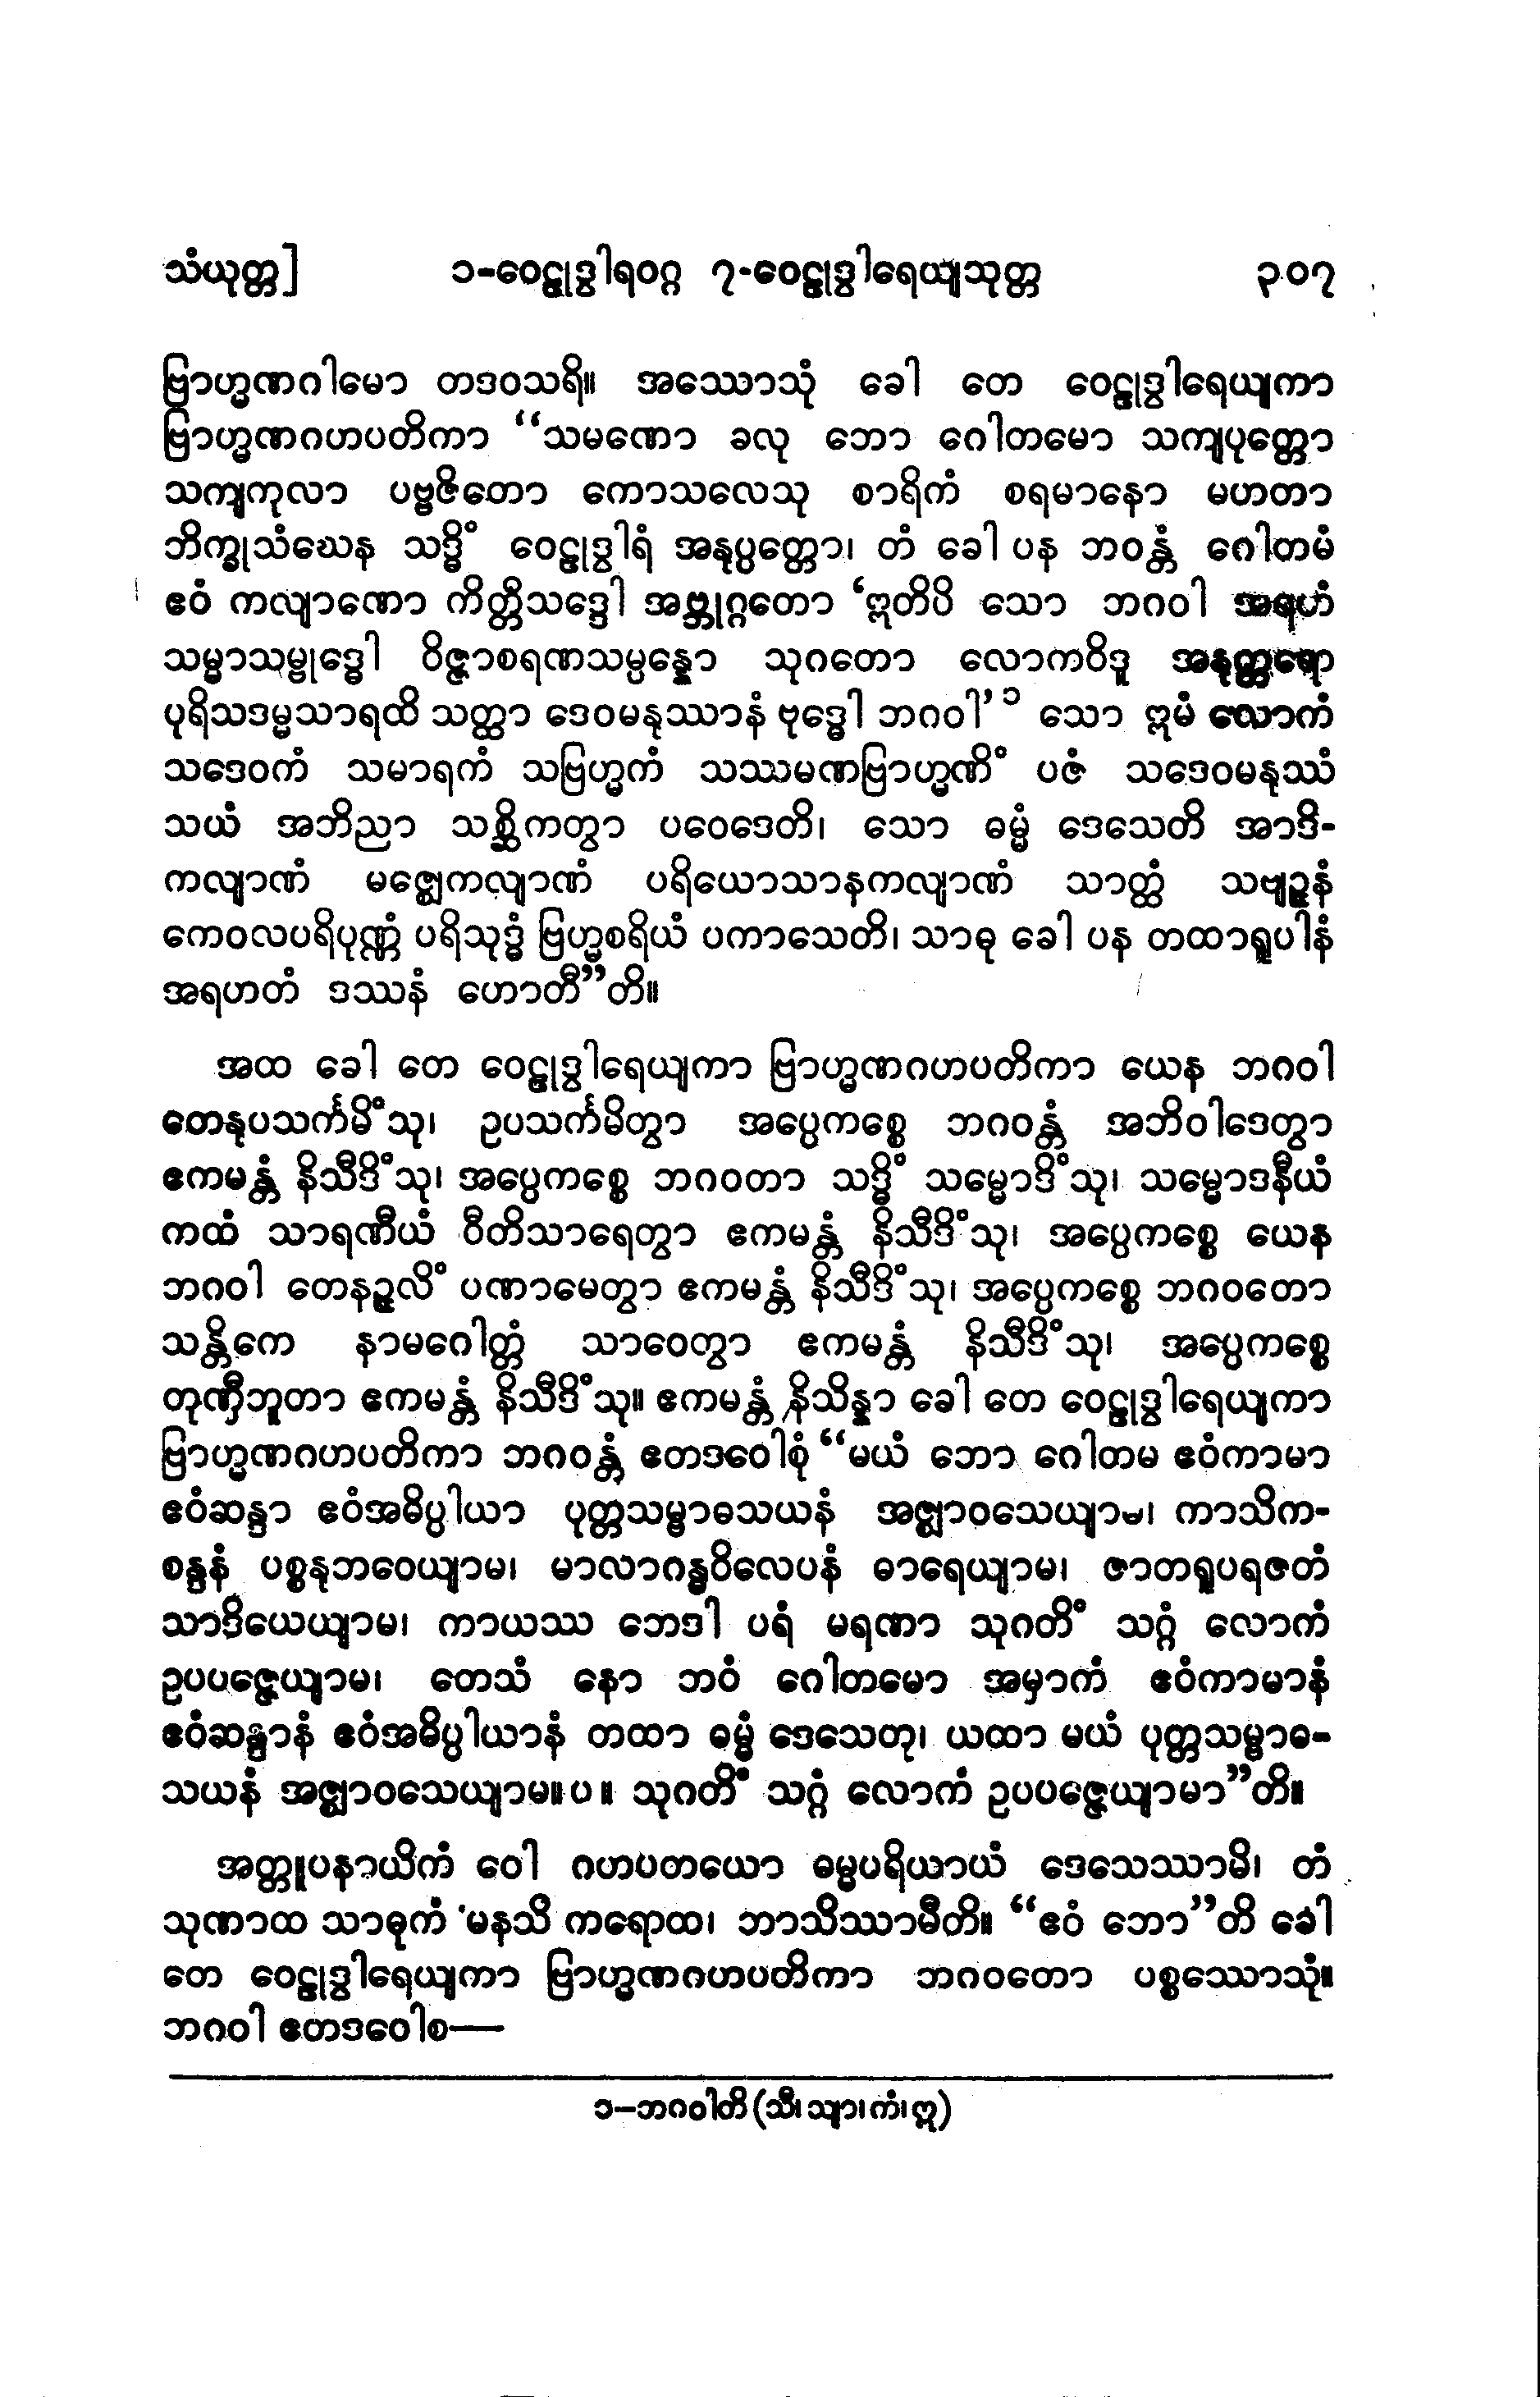 သံယုတ္တ] ၁-ဝေဠုဒွါရဝဂ္ဂ ၇-ဝေဠုဒွါရေယျသုတ္တ ၃၀၇
ဗြာဟ္မဏဂါမော တဒဝသရိ။ အဿောသုံ ခေါ တေ ဝေဠုဒွါရေယျကာ
ဗြာဟ္မဏဂဟပတိကာ “သမဏော ခလု ဘော ဂေါတမော သကျပုတ္တော
သကျကုလာ ပဗ္ဗဇိတော ကောသလေသု စာရိကံ စရမာနော မဟတာ
ဘိက္ခုသံဃေန သဒ္ဓိံ ဝေဠုဒွါရံ အနုပ္ပတ္တော၊ တံ ခေါ ပန ဘဝန္တံ ဂေါတမံ
ဧဝံ ကလျာဏော ကိတ္တိသဒ္ဒေါ အဗ္ဘုဂ္ဂတော ‘ဣတိပိ သော ဘဂဝါ အရဟံ
သမ္မာသမ္ဗုဒ္ဓေါ ဝိဇ္ဇာစရဏသမ္ပန္နော သုဂတော လောကဝိဒူ အနုတ္တရော
ပုရိသဒမ္မသာရထိ သတ္ထာ ဒေဝမနုဿာနံ ဗုဒ္ဓေါ ဘဂဝါ’၁ သော ဣမံ လောကံ
သဒေဝကံ သမာရကံ သဗြဟ္မကံ သဿမဏဗြာဟ္မဏိံ ပဇံ သဒေဝမနုဿံ
သယံ အဘိညာ သစ္ဆိကတွာ ပဝေဒေတိ၊ သော ဓမ္မံ ဒေသေတိ အာဒိ-
ကလျာဏံ မဇ္ဈေကလျာဏံ ပရိယောသာနကလျာဏံ သာတ္ထံ သဗျဉ္ဇနံ
ကေဝလပရိပုဏ္ဏံ ပရိသုဒ္ဓံ ဗြဟ္မစရိယံ ပကာသေတိ၊ သာဓု ခေါ ပန တထာရူပါနံ
အရဟတံ ဒဿနံ ဟောတီ”တိ။
အထ ခေါ တေ ဝေဠုဒွါရေယျကာ ဗြာဟ္မဏဂဟပတိကာ ယေန ဘဂဝါ
တေနုပသင်္ကမိံသု၊ ဥပသင်္ကမိတွာ အပ္ပေကစ္စေ ဘဂဝန္တံ အဘိဝါဒေတွာ
ဧကမန္တံ နိသီဒိံသု၊ အပ္ပေကစ္စေ ဘဂဝတာ သဒ္ဓိံ သမ္မောဒိံသု၊ သမ္မောဒနီယံ
ကထံ သာရဏီယံ ဝီတိသာရေတွာ ဧကမန္တံ နိသီဒိံသု၊ အပ္ပေကစ္စေ ယေန
ဘဂဝါ တေနဉ္ဇလိံ ပဏာမေတွာ ဧကမန္တံ နိသီဒိံသု၊ အပ္ပေကစ္စေ ဘဂဝတော
သန္တိကေ နာမဂေါတ္တံ သာဝေတွာ ဧကမန္တံ နိသီဒိံသု၊ အပ္ပေကစ္စေ
တုဏှီဘူတာ ဧကမန္တံ နိသီဒိံသု။ ဧကမန္တံ နိသိန္နာ ခေါ တေ ဝေဠုဒွါရေယျကာ
ဗြာဟ္မဏဂဟပတိကာ ဘဂဝန္တံ ဧတဒဝေါစုံ “မယံ ဘော ဂေါတမ ဧဝံကာမာ
ဧဝံဆန္ဒာ ဧဝံအဓိပ္ပါယာ ပုတ္တသမ္ဗာဓသယနံ အဇ္ဈာဝသေယျာမ၊ ကာသိက-
စန္ဒနံ ပစ္စနုဘဝေယျာမ၊ မာလာဂန္ဓဝိလေပနံ ဓာရေယျာမ၊ ဇာတရူပရဇတံ
သာဒိယေယျာမ၊ ကာယဿ ဘေဒါ ပရံ မရဏာ သုဂတိံ သဂ္ဂံ လောကံ
ဥပပဇ္ဇေယျာမ၊ တေသံ နော ဘဝံ ဂေါတမော အမှာကံ ဧဝံကာမာနံ
ဧဝံဆန္ဒာနံ ဧဝံအဓိပ္ပါယာနံ တထာ ဓမ္မံ ဒေသေတု၊ ယထာ မယံ ပုတ္တသမ္ဗာဓ-
သယနံ အဇ္ဈာဝသေယျာမ။ပ။ သုဂတိံ သဂ္ဂံ လောကံ ဥပပဇ္ဇေယျာမာ”တိ။
အတ္တူပနာယိကံ ဝေါ ဂဟပတယော ဓမ္မပရိယာယံ ဒေသေဿာမိ၊ တံ
သုဏာထ သာဓုကံ မနသိ ကရောထ၊ ဘာသိဿာမီတိ။ “ဧဝံ ဘော”တိ ခေါ
တေ ဝေဠုဒွါရေယျကာ ဗြာဟ္မဏဂဟပတိကာ ဘဂဝတော ပစ္စဿောသုံ။
ဘဂဝါ ဧတဒဝေါစ—
၁–ဘဂဝါတိ (သီ၊ သျာ၊ ကံ၊ ဣ)